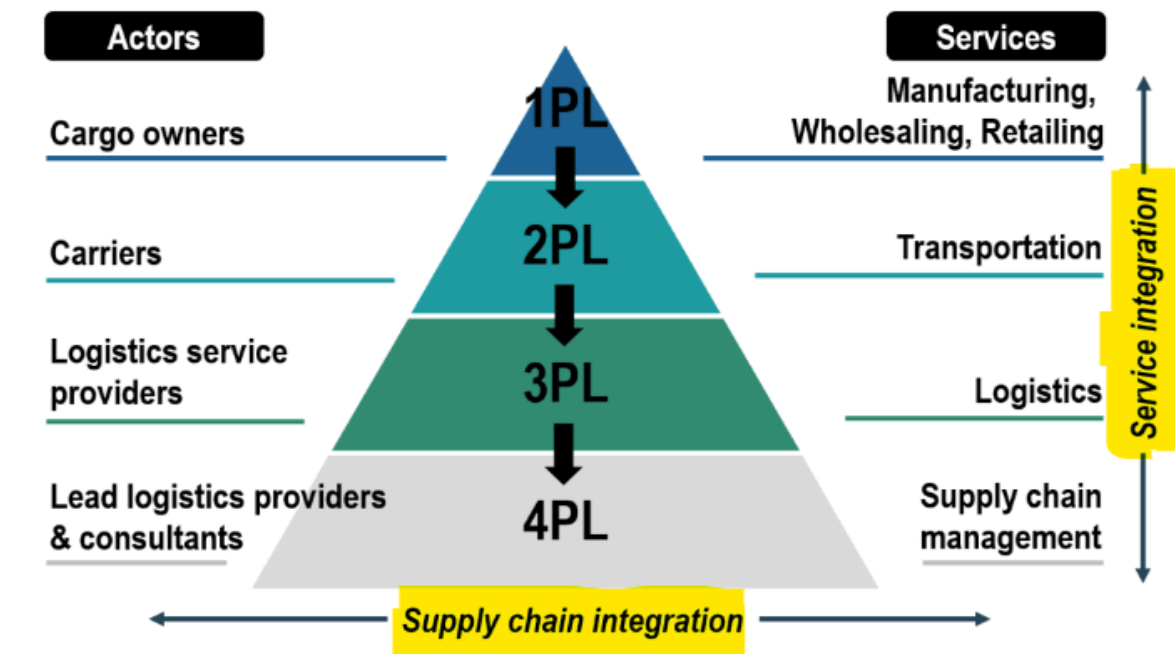 Actors
Services
1PL
Cargo owners
Manufacturing,
Wholesaling, Retailing
2PL
Carriers
Transportation
3PL
Logistics service
providers
Logistics
4PL
Lead logistics providers
& consultants
Supply chain
management
Service integration
Supply chain integration